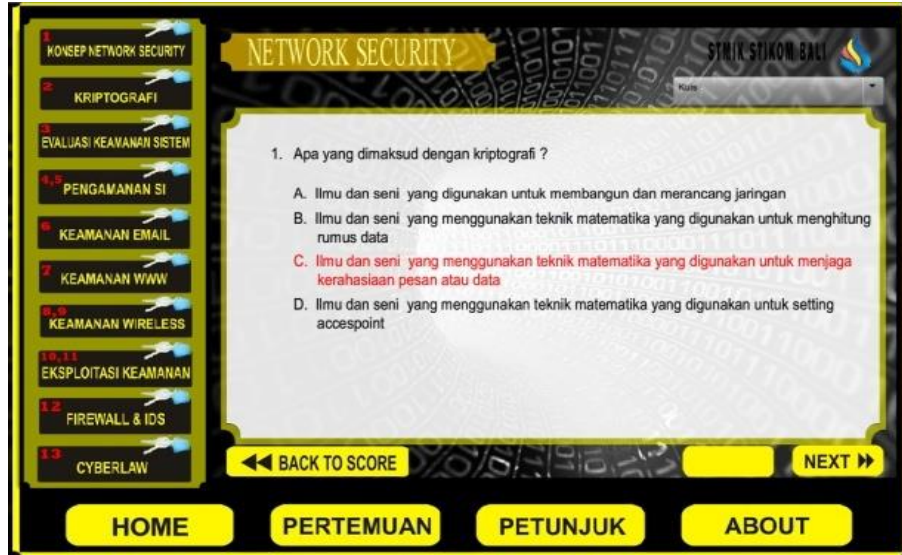 1
KONSEP NETWORK SECURITY
2
KRIPTOGRAFI
3
EVALUASI KEAMANAN SISTEM
4,5
PENGAMANAN SI
6
KEAMANAN EMAIL
7
KEAMANAN WWW
8,9
KEAMANAN WIRELESS
10,11
EKSPLOITASI KEAMANAN
12
FIREWALL & IDS
13
CYBERLAW
NETWORK SECURITY
STMIK STIKOM BALI
Kuis
1. Apa yang dimaksud dengan kriptografi ?
A. Ilmu dan seni yang digunakan untuk membangun dan merancang jaringan
B. Ilmu dan seni yang menggunakan teknik matematika yang digunakan untuk menghitung
rumus data
C. Ilmu dan seni yang menggunakan teknik matematika yang digunakan untuk menjaga
kerahasiaan pesan atau data
D. Ilmu dan seni yang menggunakan teknik matematika yang digunakan untuk setting
accespoint
BACK TO SCORE
NEXT
HOME
PERTEMUAN
PETUNJUK
ABOUT